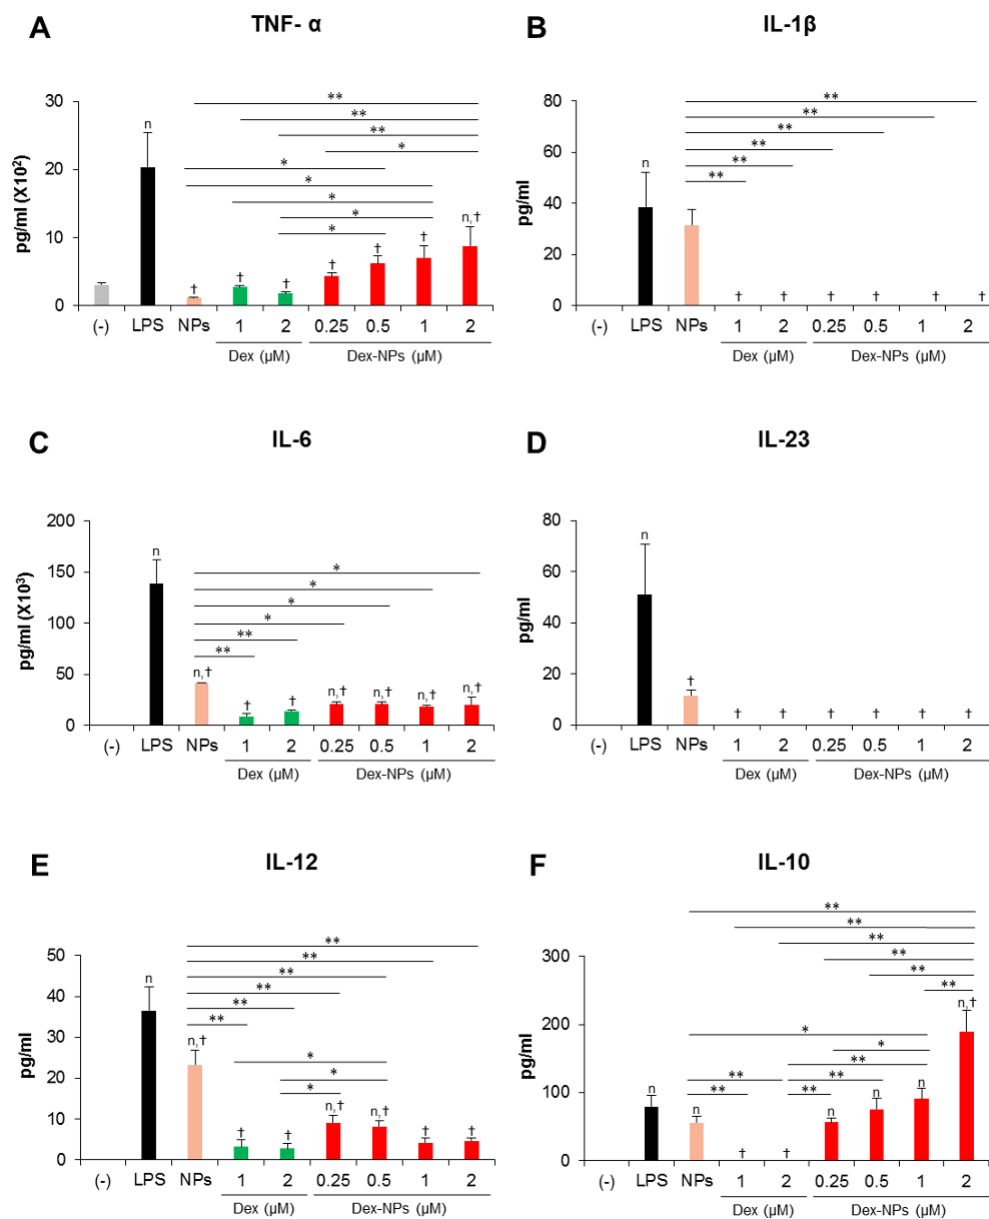 A TNF- α
** 
**
**
*
*
*
*
*
*
pg/ml (X10²)
30
20
10
0
n
†
†
†
†
†
†
n,†
(-) LPS NPs 1 2 0.25 0.5 1 2
Dex (µM) Dex-NPs (µM)
B IL-1β
**
**
**
**
**
**
pg/ml
80
60
40
20
0
n
† † † † † †
(-) LPS NPs 1 2 0.25 0.5 1 2
Dex (µM) Dex-NPs (µM)
C IL-6
*
*
*
*
**
**
pg/ml (X10³)
200
150
100
50
0
n
n,†
†
†
n,† n,† n,† n,†
(-) LPS NPs 1 2 0.25 0.5 1 2
Dex (µM) Dex-NPs (µM)
D IL-23
pg/ml
80
60
40
20
0
n
†
† † † † † †
(-) LPS NPs 1 2 0.25 0.5 1 2
Dex (µM) Dex-NPs (µM)
E IL-12
**
**
**
**
**
**
*
*
*
pg/ml
50
40
30
20
10
0
n
n,†
† †
n,† n,†
† †
(-) LPS NPs 1 2 0.25 0.5 1 2
Dex (µM) Dex-NPs (µM)
F IL-10
**
**
**
**
**
**
*
*
**
** **
** **
pg/ml
300
200
100
0
n,†
n n
† †
n n n
(-) LPS NPs 1 2 0.25 0.5 1 2
Dex (µM) Dex-NPs (µM)